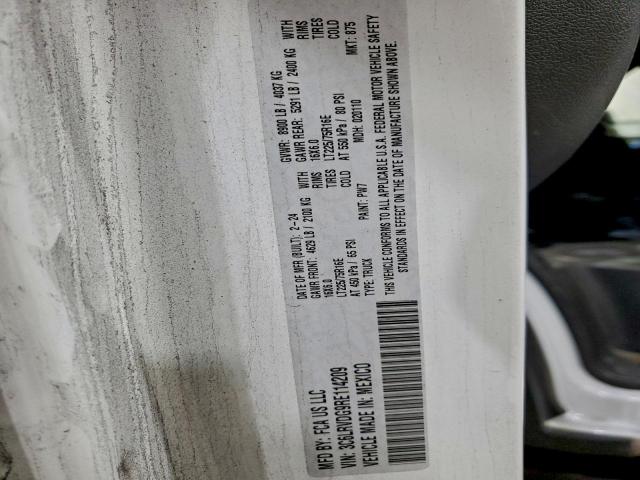 MFD BY: FCA US LLC
DATE OF MFR (BUILT): 2-24 GVWR: 8900 LB / 4037 KG
GAWR FRONT: 4629 LB / 2100 KG WITH GAWR REAR: 5291 LB / 2400 KG WITH
16X6.0 RIMS 16X6.0 RIMS
LT225/75R16E TIRES LT225/75R16E TIRES
AT 450 kPa / 65 PSI COLD AT 550 kPa / 80 PSI COLD
TYPE: TRUCK PAINT: PW7 MDH: 020110 MKT: 875
VIN: 3C6LRVDG9RE114209
VEHICLE MADE IN: MEXICO
THIS VEHICLE CONFORMS TO ALL APPLICABLE U.S.A. FEDERAL MOTOR VEHICLE SAFETY
STANDARDS IN EFFECT ON THE DATE OF MANUFACTURE SHOWN ABOVE.